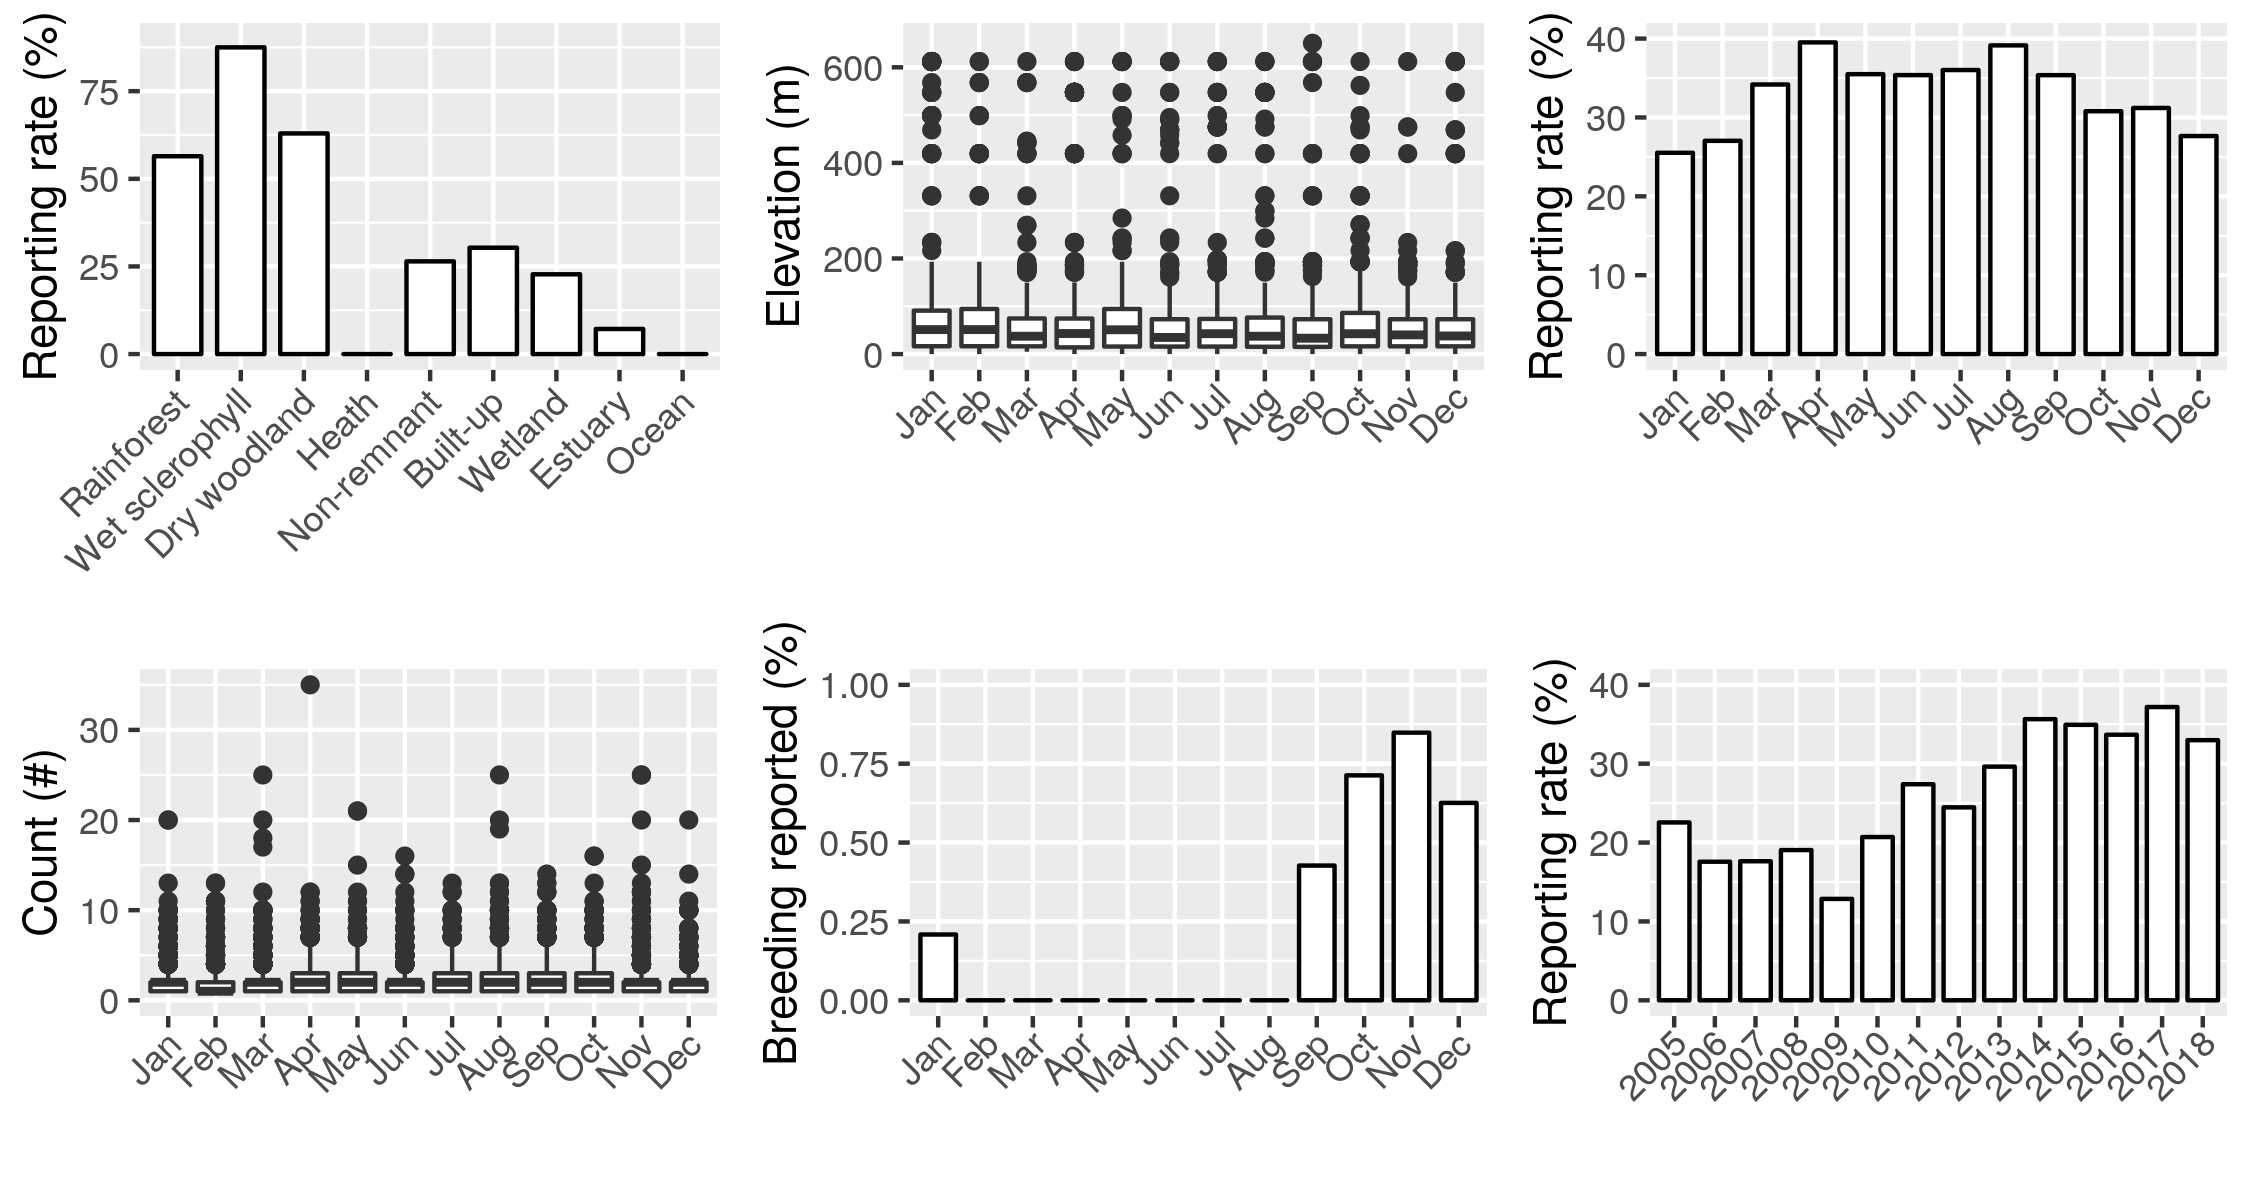 Reporting rate (%)
75
50
25
0
Rainforest
Wet sclerophyll
Dry woodland
Heath
Non-remnant
Built-up
Wetland
Estuary
Ocean
Elevation (m)
600
400
200
0
Jan
Feb
Mar
Apr
May
Jun
Jul
Aug
Sep
Oct
Nov
Dec
Reporting rate (%)
40
30
20
10
0
Jan
Feb
Mar
Apr
May
Jun
Jul
Aug
Sep
Oct
Nov
Dec
Count (#)
30
20
10
0
Jan
Feb
Mar
Apr
May
Jun
Jul
Aug
Sep
Oct
Nov
Dec
Breeding reported (%)
1.00
0.75
0.50
0.25
0.00
Jan
Feb
Mar
Apr
May
Jun
Jul
Aug
Sep
Oct
Nov
Dec
Reporting rate (%)
40
30
20
10
0
2005
2006
2007
2008
2009
2010
2011
2012
2013
2014
2015
2016
2017
2018